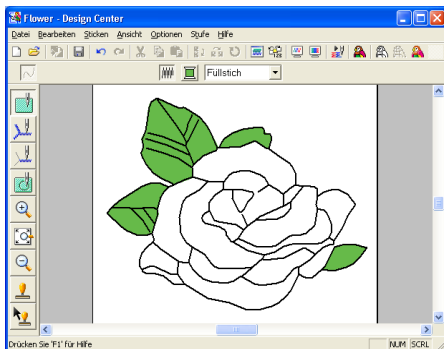 Flower - Design Center
Datei Bearbeiten Sticken Ansicht Optionen Stufe Hilfe
Füllstich
Drücken Sie 'F1' für Hilfe
NUM SCRL